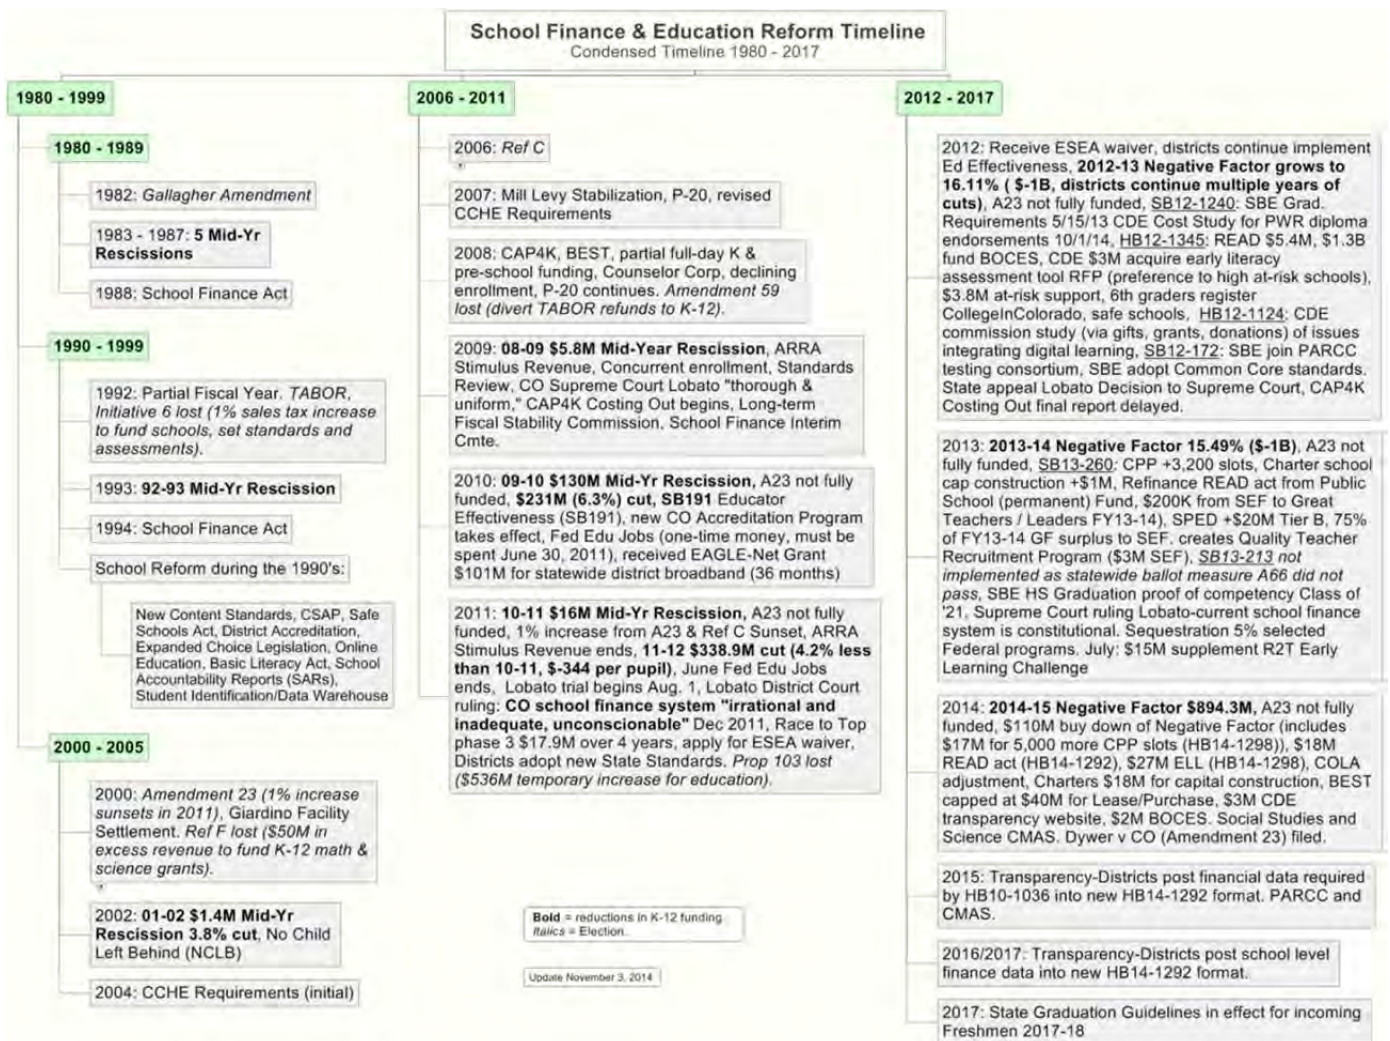 School Finance & Education Reform Timeline
Condensed Timeline 1980 - 2017
1980 - 1999
1980 - 1989
1982: Gallagher Amendment
1983 - 1987: 5 Mid-Yr
Rescissions
1988: School Finance Act
1990 - 1999
1992: Partial Fiscal Year. TABOR,
Initiative 6 lost (1% sales tax increase
to fund schools, set standards and
assessments).
1993: 92-93 Mid-Yr Rescission
1994: School Finance Act
School Reform during the 1990's:
New Content Standards, CSAP, Safe
Schools Act, District Accreditation,
Expanded Choice Legislation, Online
Education, Basic Literacy Act, School
Accountability Reports (SARs),
Student Identification/Data Warehouse
2000 - 2005
2000: Amendment 23 (1% increase
sunsets in 2011), Giardino Facility
Settlement. Ref F lost ($50M in
excess revenue to fund K-12 math &
science grants).
2002: 01-02 $1.4M Mid-Yr
Rescission 3.8% cut, No Child
Left Behind (NCLB)
2004: CCHE Requirements (initial)
2006 - 2011
2006: Ref C
2007: Mill Levy Stabilization, P-20, revised
CCHE Requirements
2008: CAP4K, BEST, partial full-day K &
pre-school funding, Counselor Corp, declining
enrollment, P-20 continues. Amendment 59
lost (divert TABOR refunds to K-12).
2009: 08-09 $5.8M Mid-Year Rescission, ARRA
Stimulus Revenue, Concurrent enrollment, Standards
Review, CO Supreme Court Lobato "thorough &
uniform," CAP4K Costing Out begins, Long-term
Fiscal Stability Commission, School Finance Interim
Cmte.
2010: 09-10 $130M Mid-Yr Rescission, A23 not fully
funded, $231M (6.3%) cut, SB191 Educator
Effectiveness (SB191), new CO Accreditation Program
takes effect, Fed Edu Jobs (one-time money, must be
spent June 30, 2011), received EAGLE-Net Grant
$101M for statewide district broadband (36 months)
2011: 10-11 $16M Mid-Yr Rescission, A23 not fully
funded, 1% increase from A23 & Ref C Sunset, ARRA
Stimulus Revenue ends, 11-12 $338.9M cut (4.2% less
than 10-11, $-344 per pupil), June Fed Edu Jobs
ends, Lobato trial begins Aug. 1, Lobato District Court
ruling: CO school finance system "irrational and
inadequate, unconscionable" Dec 2011, Race to Top
phase 3 $17.9M over 4 years, apply for ESEA waiver,
Districts adopt new State Standards. Prop 103 lost
($536M temporary increase for education).
Bold = reductions in K-12 funding
Italics = Election.
Update November 3, 2014
2012 - 2017
2012: Receive ESEA waiver, districts continue implement
Ed Effectiveness, 2012-13 Negative Factor grows to
16.11% ( $-1B, districts continue multiple years of
cuts), A23 not fully funded, SB12-1240: SBE Grad.
Requirements 5/15/13 CDE Cost Study for PWR diploma
endorsements 10/1/14, HB12-1345: READ $5.4M, $1.3B
fund BOCES, CDE $3M acquire early literacy
assessment tool RFP (preference to high at-risk schools),
$3.8M at-risk support, 6th graders register
CollegeInColorado, safe schools, HB12-1124: CDE
commission study (via gifts, grants, donations) of issues
integrating digital learning, SB12-172: SBE join PARCC
testing consortium, SBE adopt Common Core standards.
State appeal Lobato Decision to Supreme Court, CAP4K
Costing Out final report delayed.
2013: 2013-14 Negative Factor 15.49% ($-1B), A23 not
fully funded, SB13-260: CPP +3,200 slots, Charter school
cap construction +$1M, Refinance READ act from Public
School (permanent) Fund, $200K from SEF to Great
Teachers / Leaders FY13-14), SPED +$20M Tier B, 75%
of FY13-14 GF surplus to SEF. creates Quality Teacher
Recruitment Program ($3M SEF), SB13-213 not
implemented as statewide ballot measure A66 did not
pass, SBE HS Graduation proof of competency Class of
'21, Supreme Court ruling Lobato-current school finance
system is constitutional. Sequestration 5% selected
Federal programs. July: $15M supplement R2T Early
Learning Challenge
2014: 2014-15 Negative Factor $894.3M, A23 not fully
funded, $110M buy down of Negative Factor (includes
$17M for 5,000 more CPP slots (HB14-1298)), $18M
READ act (HB14-1292), $27M ELL (HB14-1298), COLA
adjustment, Charters $18M for capital construction, BEST
capped at $40M for Lease/Purchase, $3M CDE
transparency website, $2M BOCES. Social Studies and
Science CMAS. Dywer v CO (Amendment 23) filed.
2015: Transparency-Districts post financial data required
by HB10-1036 into new HB14-1292 format. PARCC and
CMAS.
2016/2017: Transparency-Districts post school level
finance data into new HB14-1292 format.
2017: State Graduation Guidelines in effect for incoming
Freshmen 2017-18